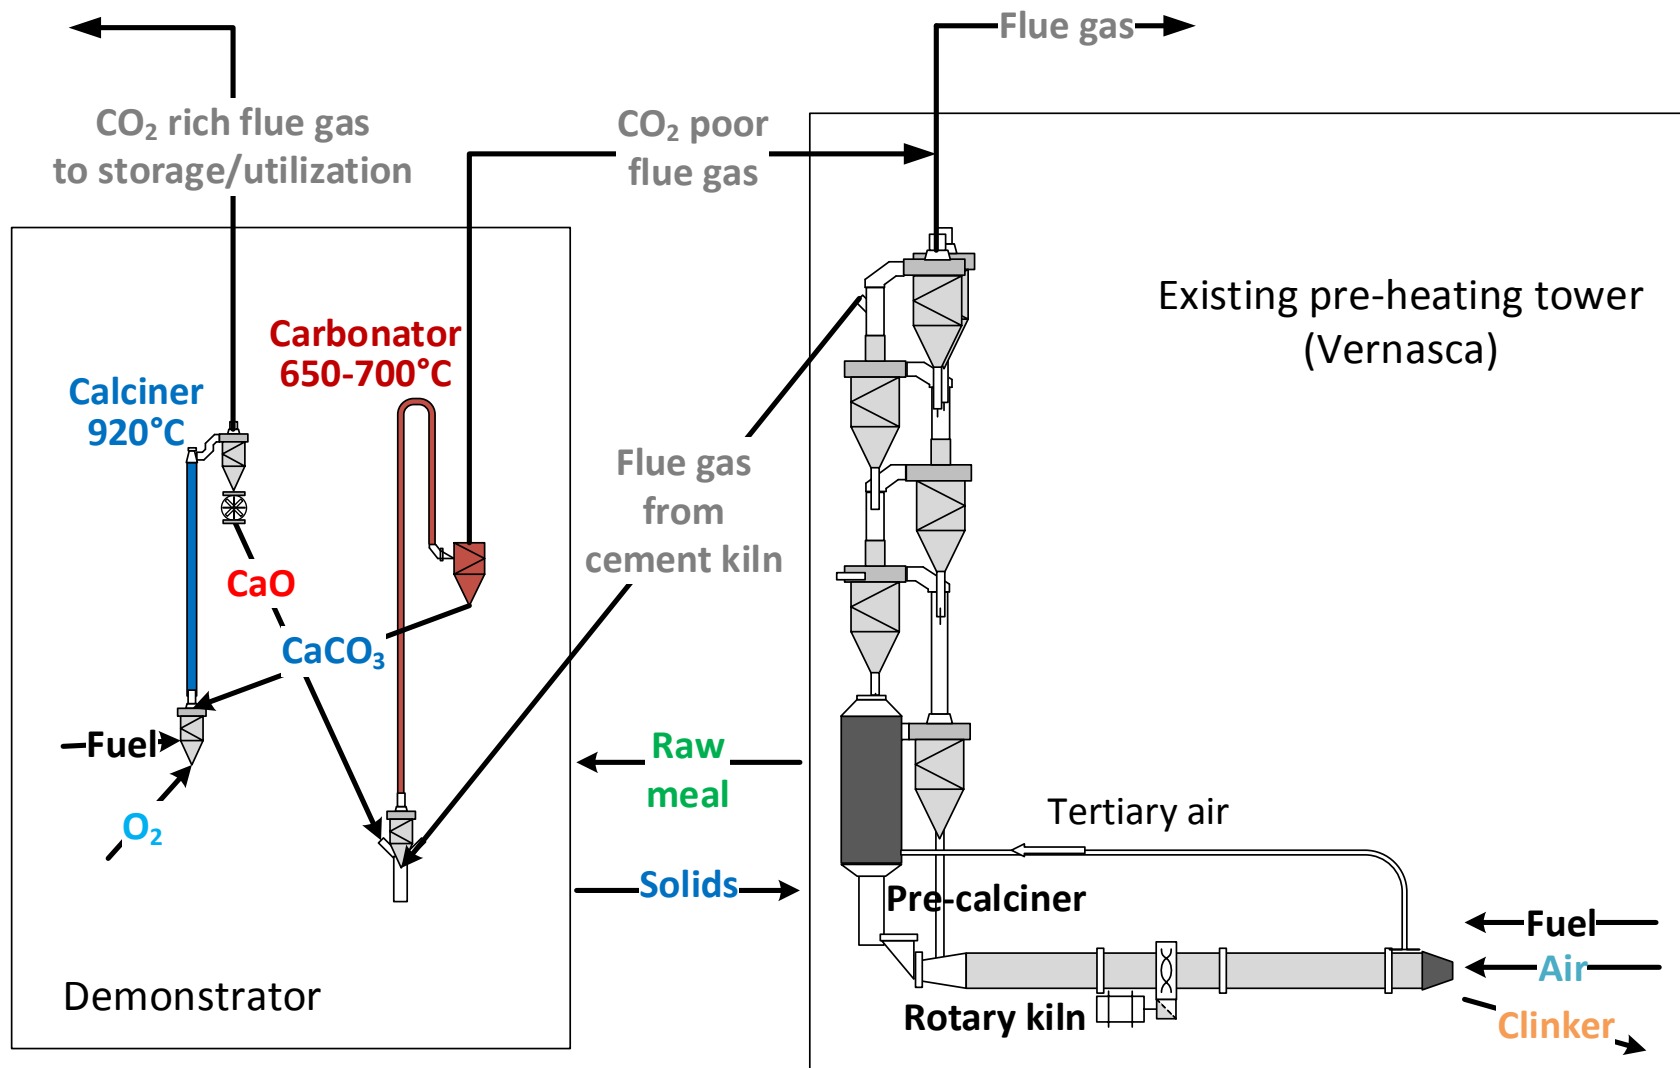 Flue gas
CO₂ rich flue gas
to storage/utilization
CO₂ poor
flue gas
Existing pre-heating tower
(Vernasca)
Carbonator
650-700°C
Calciner
920°C
Flue gas
from
cement kiln
CaO
CaCO₃
Fuel
O₂
Raw
meal
Solids
Tertiary air
Pre-calciner
Fuel
Air
Clinker
Rotary kiln
Demonstrator